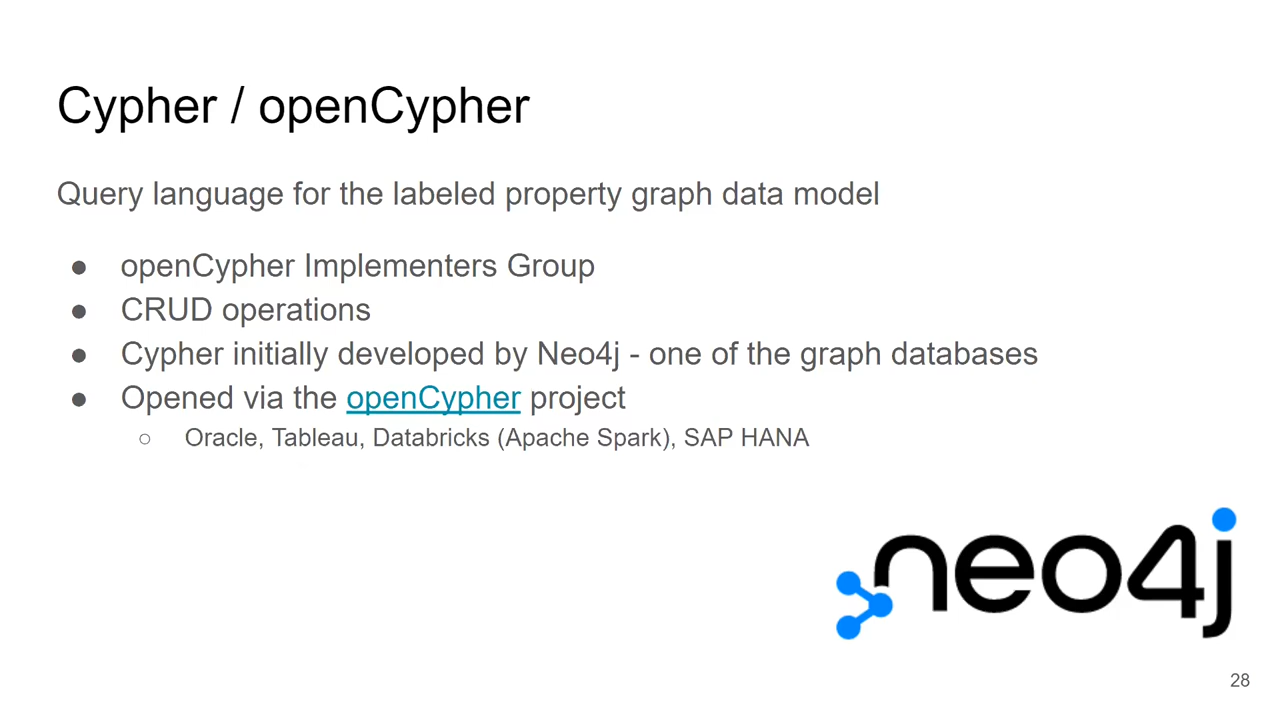 Cypher / openCypher
Query language for the labeled property graph data model
● openCypher Implementers Group
● CRUD operations
● Cypher initially developed by Neo4j - one of the graph databases
● Opened via the openCypher project
○ Oracle, Tableau, Databricks (Apache Spark), SAP HANA
neo4j
28